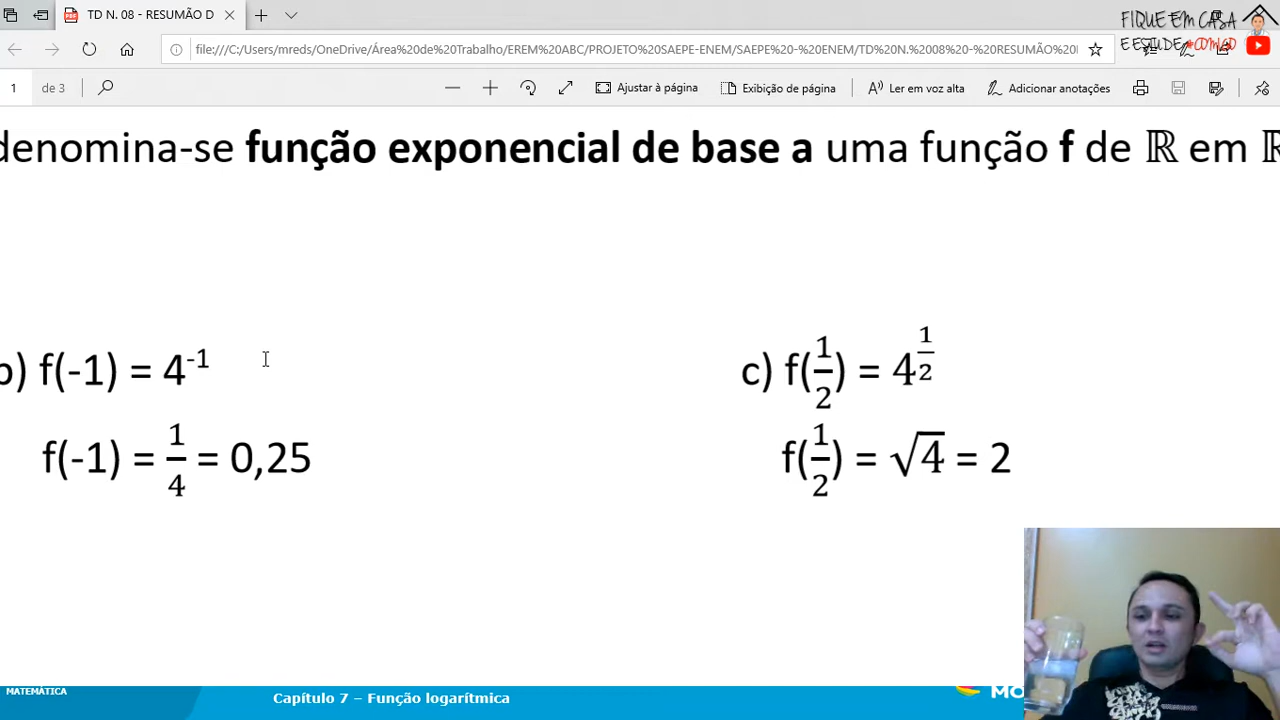 TD N. 08 - RESUMÃO D
FIQUE EM CASA
E ESTUDE #COMIGO
file:///C:/Users/mreds/OneDrive/Área%20de%20Trabalho/EREM%20ABC/PROJETO%20SAEPE-ENEM/SAEPE%20-%20ENEM/TD%20N.%2008%20-%20RESUMÃO%20
1 de 3
Ajustar à página
Exibição de página
Ler em voz alta
Adicionar anotações
denomina-se função exponencial de base a uma função f de ℝ em ℝ
b) f(-1) = 4⁻¹
c) f(1/2) = 4^(1/2)
f(-1) = 1/4 = 0,25
f(1/2) = √4 = 2
MATEMÁTICA
Capítulo 7 – Função logarítmica